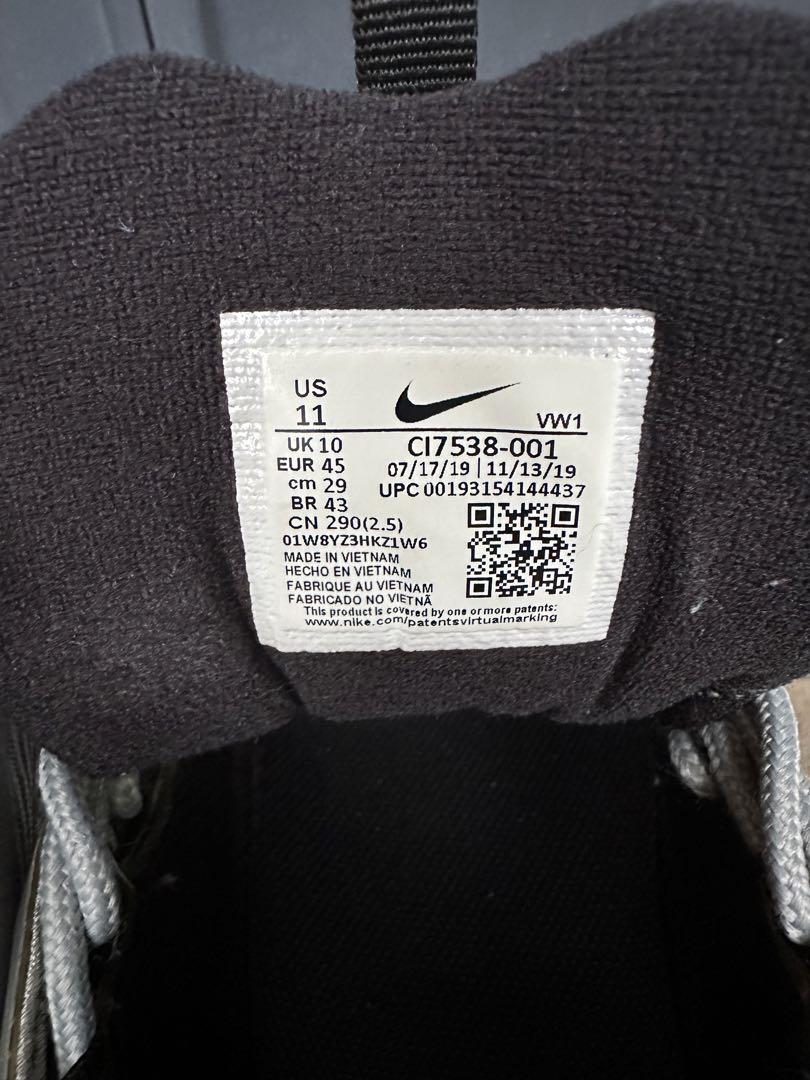 US
11
VW1
UK 10
CI7538-001
EUR 45
07/17/19 | 11/13/19
cm 29
UPC 00193154144437
BR 43
CN 290(2.5)
01W8YZ3HKZ1W6
MADE IN VIETNAM
HECHO EN VIETNAM
FABRIQUE AU VIETNAM
FABRICADO NO VIETNÃ
This product is covered by one or more patents:
www.nike.com/patentsvirtualmarking